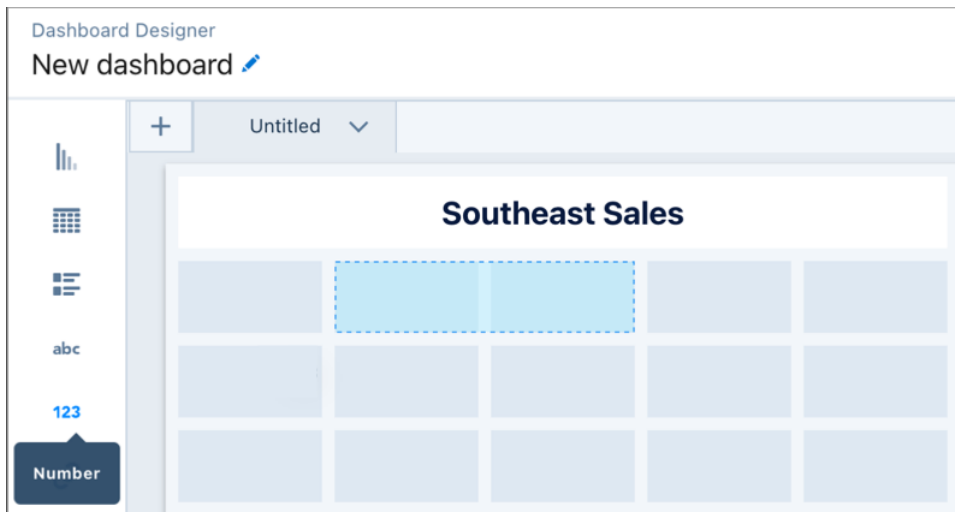 Dashboard Designer
New dashboard
Untitled
Southeast Sales
abc
123
Number